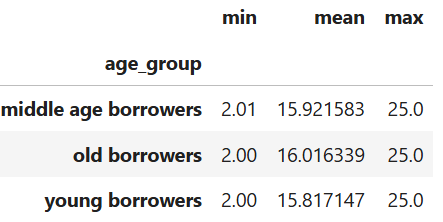 min mean max
age_group
middle age borrowers 2.01 15.921583 25.0
old borrowers 2.00 16.016339 25.0
young borrowers 2.00 15.817147 25.0